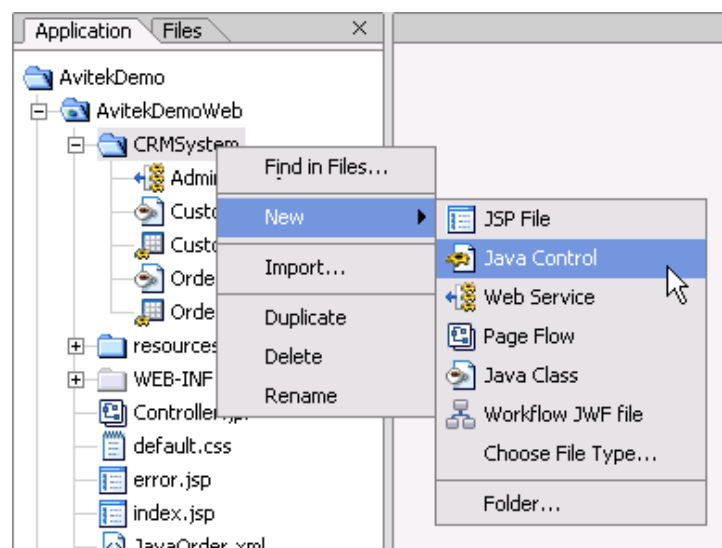 Application Files
AvitekDemo
AvitekDemoWeb
CRMSystem
Find in Files...
New
Import...
Duplicate
Delete
Rename
JSP File
Java Control
Web Service
Page Flow
Java Class
Workflow JWF file
Choose File Type...
Folder...
resources
WEB-INF
default.css
error.jsp
index.jsp
JavaOrder.xml